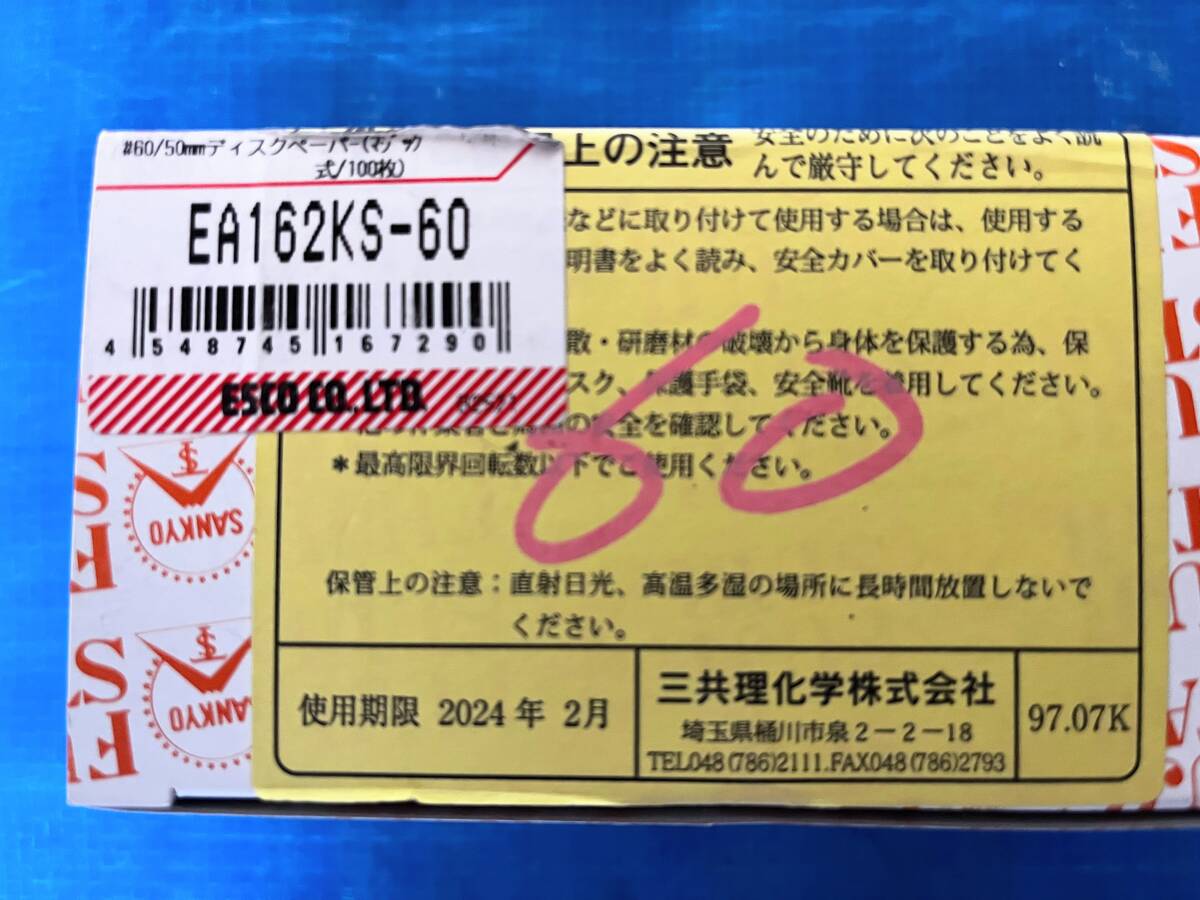 #60/50mmディスクペーパー(ﾏｼﾞｯｸ
式/100枚)
EA162KS-60
4 548745 167290
ESCO CO.,LTD.
上の注意
安全のために次のことをよく読
んで厳守してください。
などに取り付けて使用する場合は、使用する
明書をよく読み、安全カバーを取り付けてく
散・研磨材の破壊から身体を保護する為、保
スク、保護手袋、安全靴を着用してください。
の安全を確認してください。
*最高限界回転数以下でご使用ください。
60
保管上の注意：直射日光、高温多湿の場所に長時間放置しないで
ください。
使用期限 2024年 2月
三共理化学株式会社
埼玉県桶川市泉2－2－18
TEL048(786)2111.FAX048(786)2793
97.07K
SANKYO
SANKYO